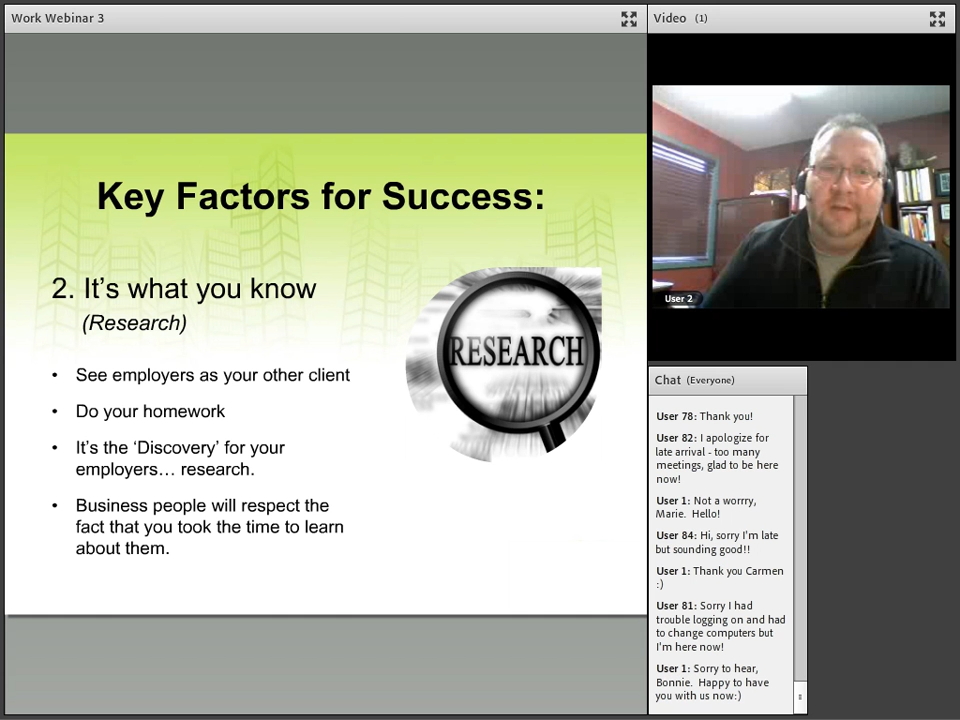 Work Webinar 3
Key Factors for Success:
2. It’s what you know
(Research)
• See employers as your other client
• Do your homework
• It’s the ‘Discovery’ for your
employers… research.
• Business people will respect the
fact that you took the time to learn
about them.
RESEARCH
Video (1)
User 2
Chat (Everyone)
User 78: Thank you!
User 82: I apologize for
late arrival - too many
meetings, glad to be here
now!
User 1: Not a worrry,
Marie. Hello!
User 84: Hi, sorry I'm late
but sounding good!!
User 1: Thank you Carmen
:)
User 81: Sorry I had
trouble logging on and had
to change computers but
I'm here now!
User 1: Sorry to hear,
Bonnie. Happy to have
you with us now:)